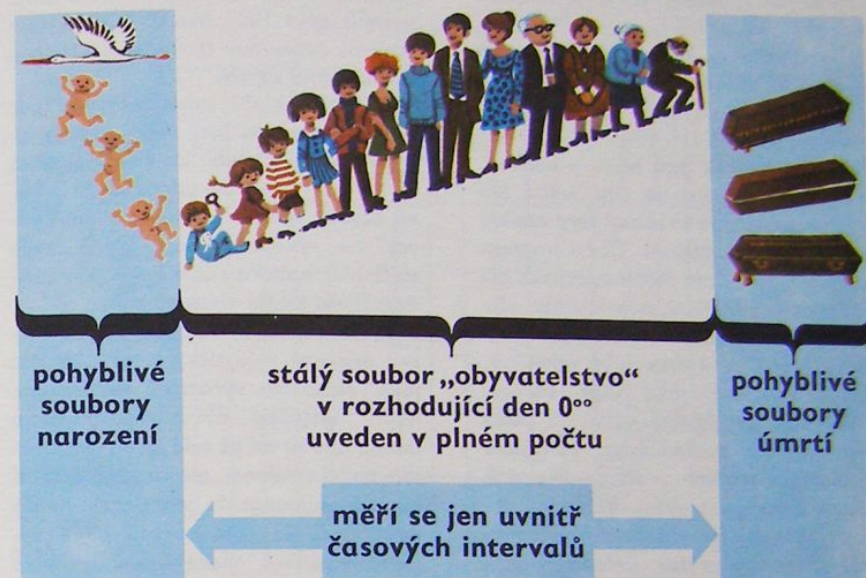 pohyblivé
soubory
narození
stálý soubor „obyvatelstvo“
v rozhodující den 0ºº
uveden v plném počtu
pohyblivé
soubory
úmrtí
měří se jen uvnitř
časových intervalů